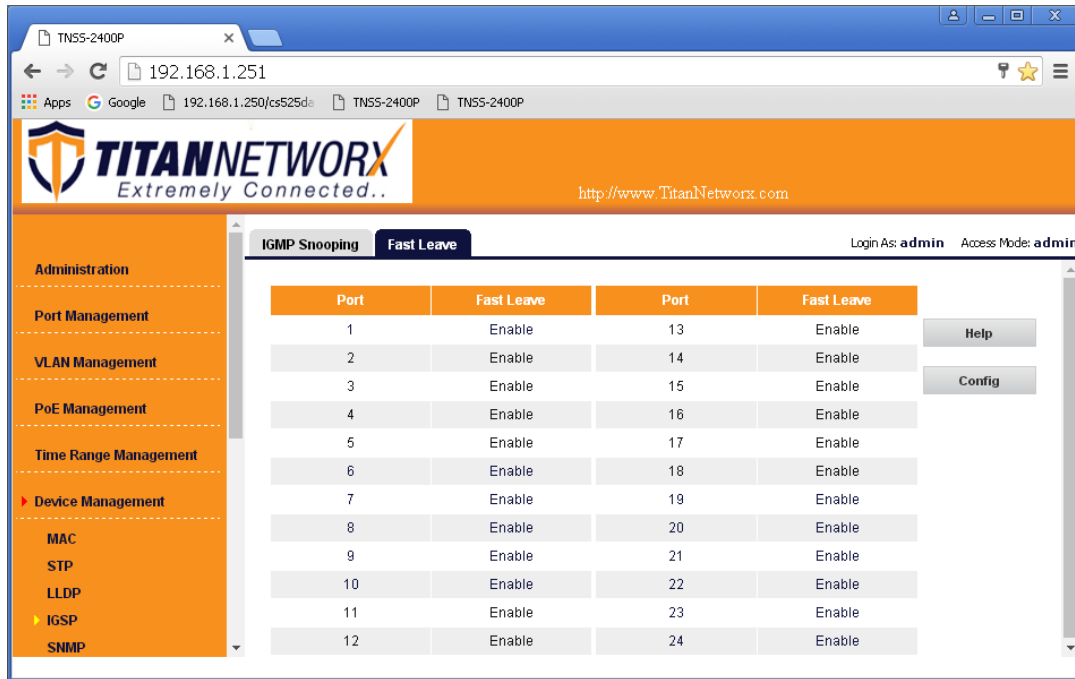 TNSS-2400P
192.168.1.251
Apps Google 192.168.1.250/cs525da TNSS-2400P TNSS-2400P
TITANNETWORX
Extremely Connected..
http://www.TitanNetworx.com
IGMP Snooping Fast Leave Login As: admin Access Mode: admin
Administration
Port Management
VLAN Management
PoE Management
Time Range Management
Device Management
MAC
STP
LLDP
IGSP
SNMP
Port Fast Leave Port Fast Leave
1 Enable 13 Enable
2 Enable 14 Enable
3 Enable 15 Enable
4 Enable 16 Enable
5 Enable 17 Enable
6 Enable 18 Enable
7 Enable 19 Enable
8 Enable 20 Enable
9 Enable 21 Enable
10 Enable 22 Enable
11 Enable 23 Enable
12 Enable 24 Enable
Help
Config